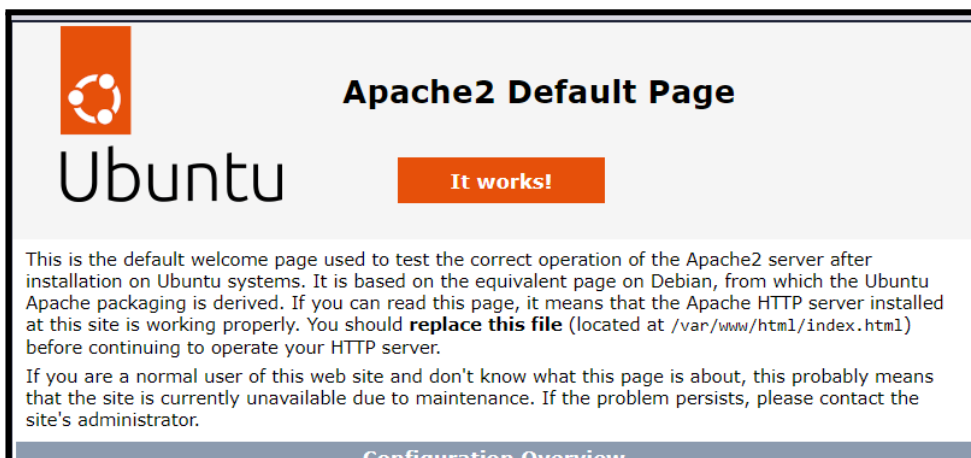 Apache2 Default Page
Ubuntu
It works!
This is the default welcome page used to test the correct operation of the Apache2 server after
installation on Ubuntu systems. It is based on the equivalent page on Debian, from which the Ubuntu
Apache packaging is derived. If you can read this page, it means that the Apache HTTP server installed
at this site is working properly. You should replace this file (located at /var/www/html/index.html)
before continuing to operate your HTTP server.
If you are a normal user of this web site and don't know what this page is about, this probably means
that the site is currently unavailable due to maintenance. If the problem persists, please contact the
site's administrator.
Configuration Overview